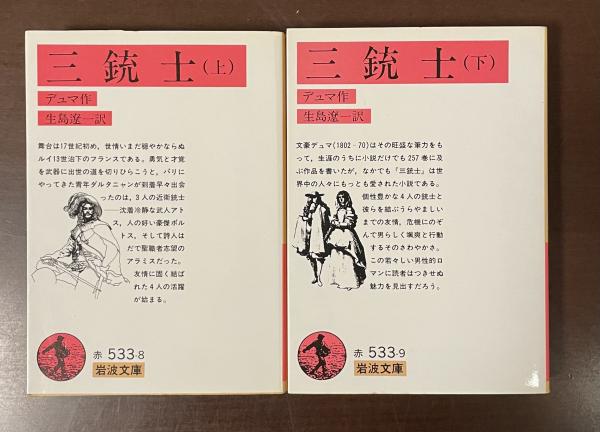 三銃士(上)
デュマ作
生島遼一訳
舞台は17世紀初め，世情いまだ穏やかならぬ
ルイ13世治下のフランスである。勇気と才覚
を武器に出世の道を切りひらこうと，パリに
やってきた青年ダルタニャンが到着早々出会
ったのは，3人の近衛銃士
──沈着冷静な武人アト
ス，人の好い豪傑ポル
トス，そして詩人は
だで聖職者志望の
アラミスだった。
友情に固く結ば
れた4人の活躍
が始まる。
赤 533-8
岩波文庫
三銃士(下)
デュマ作
生島遼一訳
文豪デュマ(1802-70)はその旺盛な筆力をも
って，生涯のうちに小説だけでも257巻に及
ぶ作品を書いたが，なかでも「三銃士」は世
界中の人々にもっとも愛された小説である。
個性豊かな4人の銃士と
彼らを結ぶうらやましい
までの友情，危機にのぞ
んで男らしく颯爽と行動
するそのさわやかさ。
この若々しい男性的ロ
マンに読者はつきせぬ
魅力を見出すだろう。
赤 533-9
岩波文庫